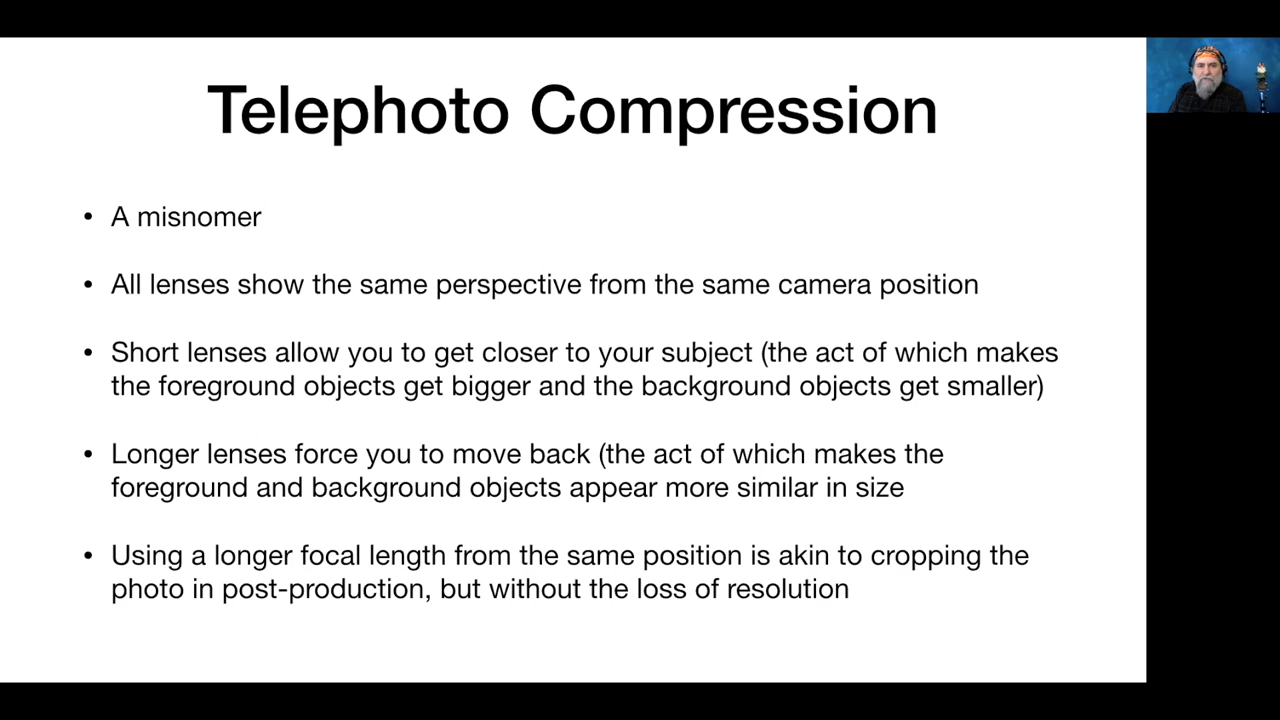 Telephoto Compression
• A misnomer
• All lenses show the same perspective from the same camera position
• Short lenses allow you to get closer to your subject (the act of which makes
the foreground objects get bigger and the background objects get smaller)
• Longer lenses force you to move back (the act of which makes the
foreground and background objects appear more similar in size
• Using a longer focal length from the same position is akin to cropping the
photo in post-production, but without the loss of resolution